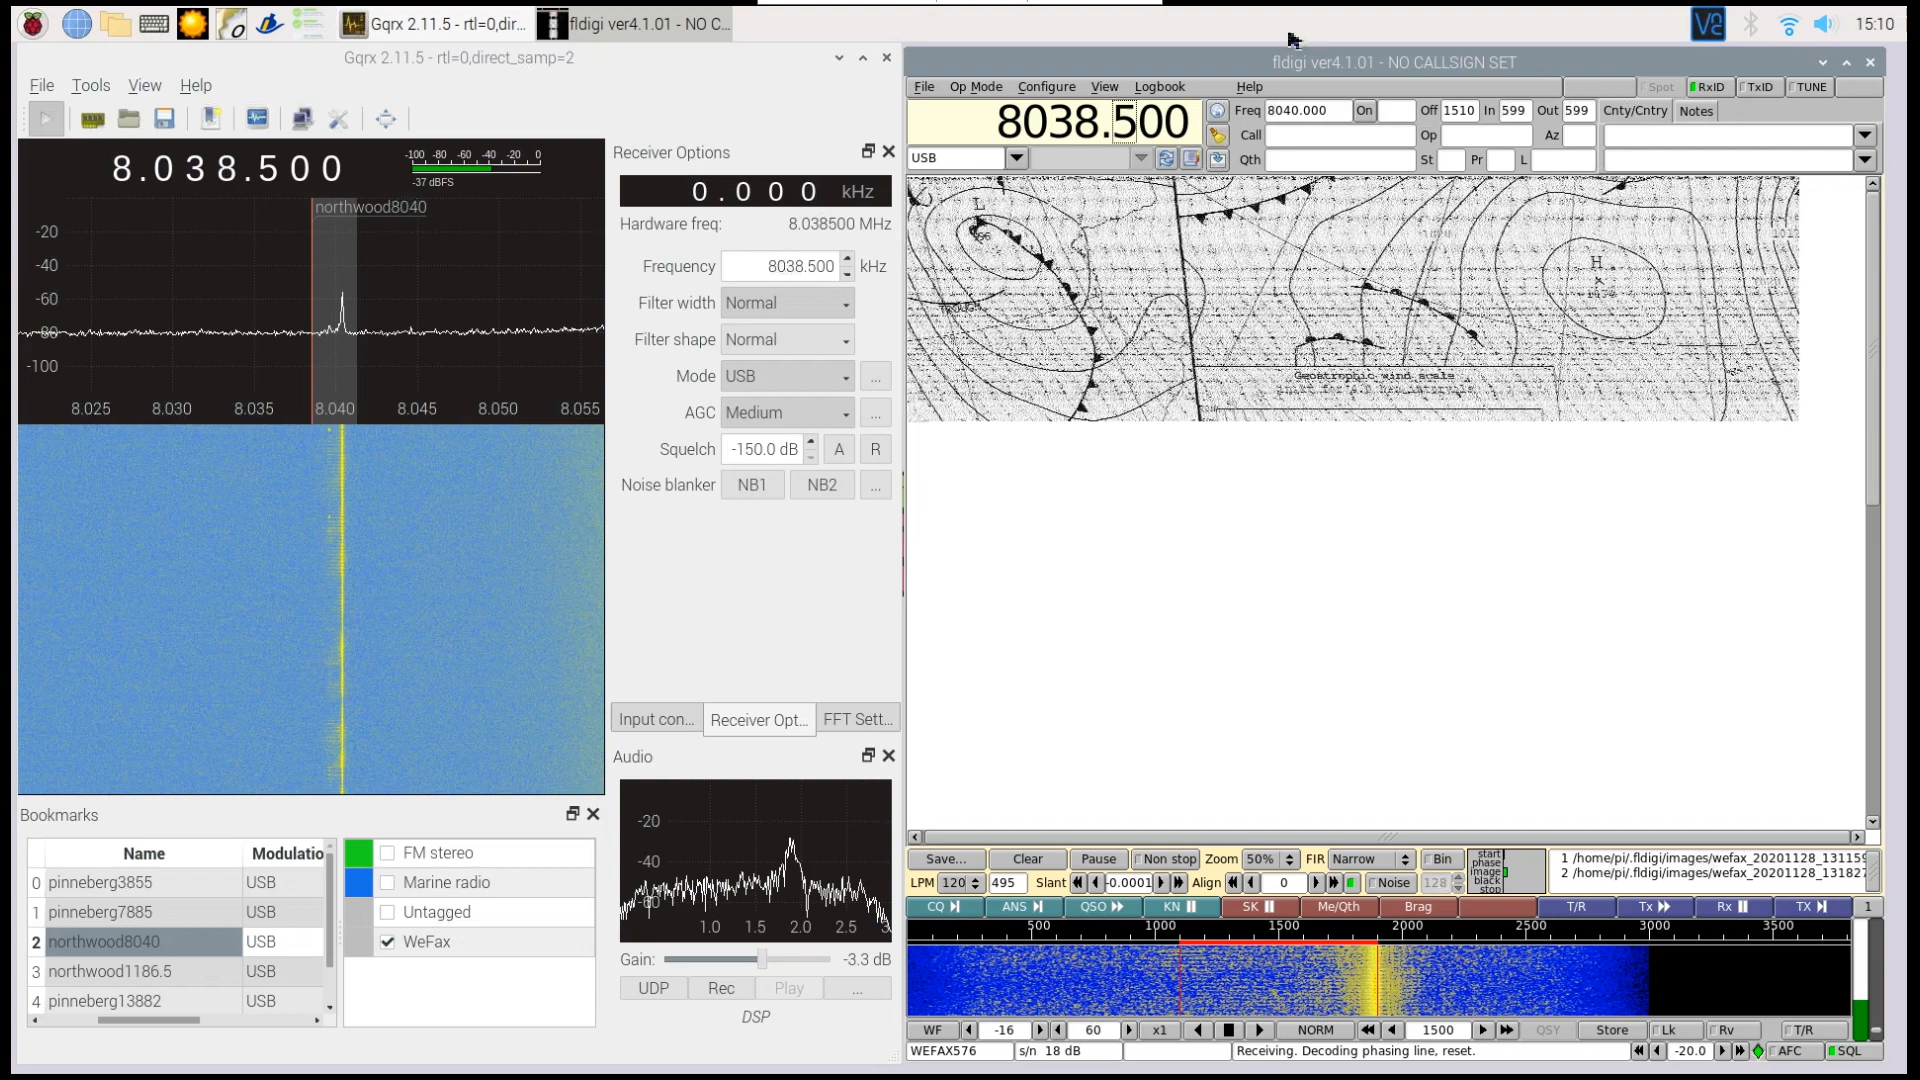 Gqrx 2.11.5 - rtl=0,dir...
fldigi ver4.1.01 - NO C...
15:10
Gqrx 2.11.5 - rtl=0,direct_samp=2
File Tools View Help
8.038.500
-100 -80 -60 -40 -20 0
-37 dBFS
northwood8040
-20
-40
-60
-80
-100
8.025 8.030 8.035 8.040 8.045 8.050 8.055
Receiver Options
0.000 kHz
Hardware freq: 8.038500 MHz
Frequency 8038.500 kHz
Filter width Normal
Filter shape Normal
Mode USB ...
AGC Medium ...
Squelch -150.0 dB A R
Noise blanker NB1 NB2 ...
Input con... Receiver Opt... FFT Sett...
Audio
-20
-40
-60
1.0 1.5 2.0 2.5 3
Gain: -3.3 dB
UDP Rec Play ...
DSP
Bookmarks
Name Modulatio
0 pinneberg3855 USB
1 pinneberg7885 USB
2 northwood8040 USB
3 northwood1186.5 USB
4 pinneberg13882 USB
FM stereo
Marine radio
Untagged
WeFax
fldigi ver4.1.01 - NO CALLSIGN SET
File Op Mode Configure View Logbook Help
Spot RxID TxID TUNE
8038.500
Freq 8040.000 On Off 1510 In 599 Out 599 Cnty/Cntry Notes
Call Op Az
USB
Qth St Pr L
L
H
Geostrophic wind scale
Save... Clear Pause Non stop Zoom 50% FIR Narrow Bin
start
phase
image
black
stop
1 /home/pi/.fldigi/images/wefax_20201128_131159
2 /home/pi/.fldigi/images/wefax_20201128_131827
LPM 120 495 Slant -0.0001 Align 0 Noise 128
CQ ANS QSO KN SK Me/Qth Brag T/R Tx Rx TX 1
500 1000 1500 2000 2500 3000 3500
WF -16 60 x1 NORM 1500 QSY Store Lk Rv T/R
WEFAX576 s/n 18 dB Receiving. Decoding phasing line, reset. -20.0 AFC SQL